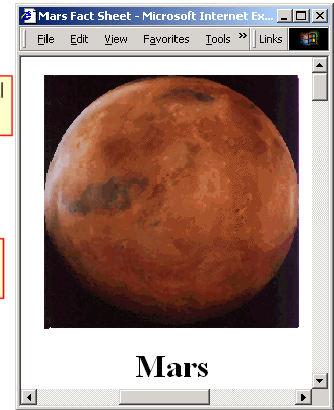 Mars Fact Sheet - Microsoft Internet Ex...
File Edit View Favorites Tools » Links
Mars